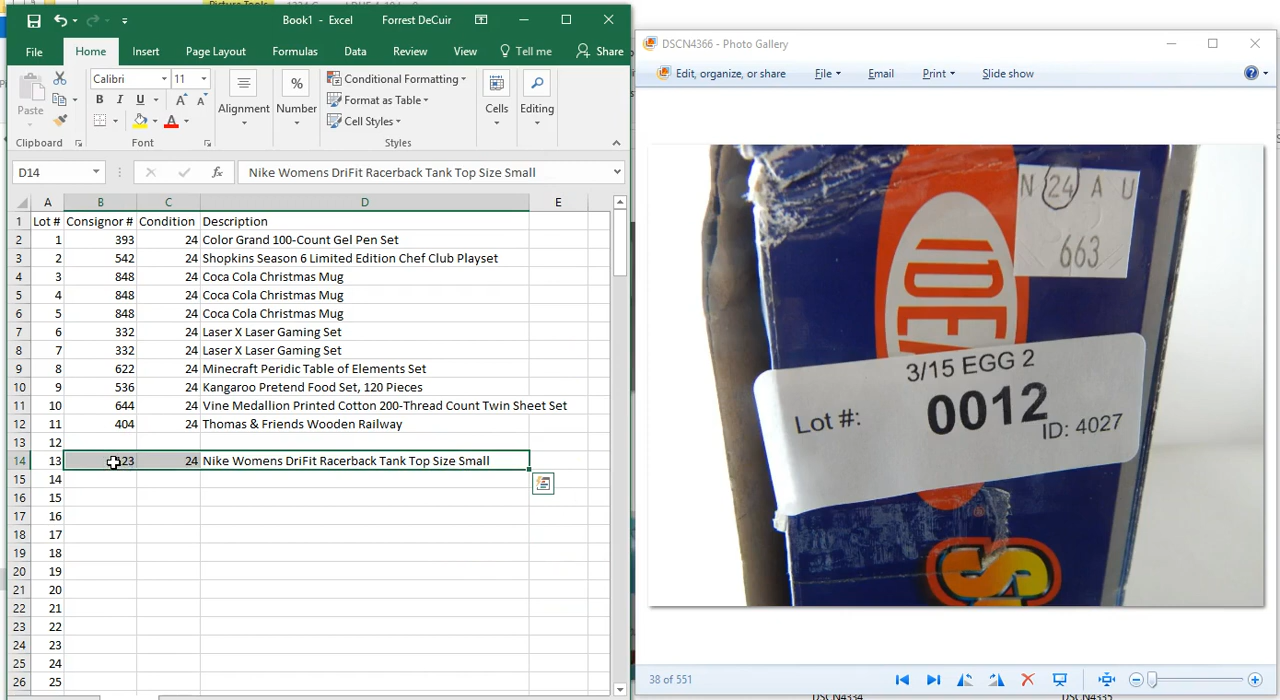 Picture Tools
Book1 - Excel
Forrest DeCuir
File
Home
Insert
Page Layout
Formulas
Data
Review
View
Tell me
Share
Paste
Calibri
11
B I U
A A
A
Alignment
%
Number
Conditional Formatting
Format as Table
Cell Styles
Cells
Editing
Clipboard
Font
Styles
D14
fx
Nike Womens DriFit Racerback Tank Top Size Small
A B C D E
1 Lot # Consignor # Condition Description
2 1 393 24 Color Grand 100-Count Gel Pen Set
3 2 542 24 Shopkins Season 6 Limited Edition Chef Club Playset
4 3 848 24 Coca Cola Christmas Mug
5 4 848 24 Coca Cola Christmas Mug
6 5 848 24 Coca Cola Christmas Mug
7 6 332 24 Laser X Laser Gaming Set
8 7 332 24 Laser X Laser Gaming Set
9 8 622 24 Minecraft Peridic Table of Elements Set
10 9 536 24 Kangaroo Pretend Food Set, 120 Pieces
11 10 644 24 Vine Medallion Printed Cotton 200-Thread Count Twin Sheet Set
12 11 404 24 Thomas & Friends Wooden Railway
13 12
14 13 23 24 Nike Womens DriFit Racerback Tank Top Size Small
15 14
16 15
17 16
18 17
19 18
20 19
21 20
22 21
23 22
24 23
25 24
26 25
DSCN4366 - Photo Gallery
Edit, organize, or share
File
Email
Print
Slide show
N 24 A U
663
IDEA
3/15 EGG 2
Lot #: 0012
ID: 4027
S
38 of 551
DSCN4334
DSCN4335